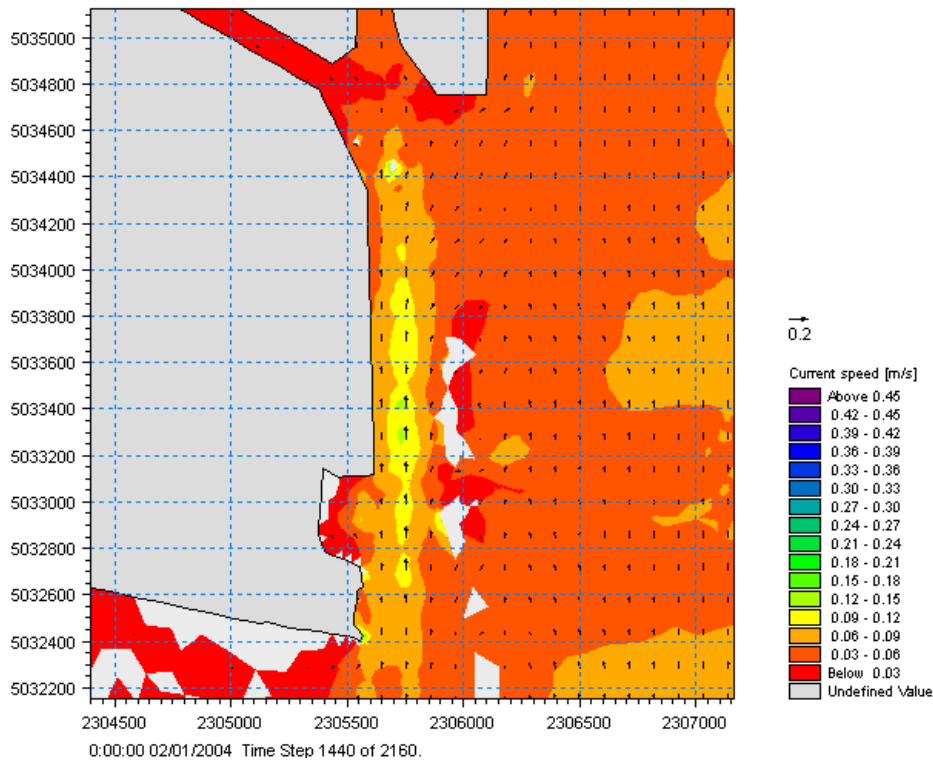 5035000
5034800
5034600
5034400
5034200
5034000
5033800
5033600
5033400
5033200
5033000
5032800
5032600
5032400
5032200
2304500 2305000 2305500 2306000 2306500 2307000
0:00:00 02/01/2004 Time Step 1440 of 2160.
0.2
Current speed [m/s]
Above 0.45
0.42 - 0.45
0.39 - 0.42
0.36 - 0.39
0.33 - 0.36
0.30 - 0.33
0.27 - 0.30
0.24 - 0.27
0.21 - 0.24
0.18 - 0.21
0.15 - 0.18
0.12 - 0.15
0.09 - 0.12
0.06 - 0.09
0.03 - 0.06
Below 0.03
Undefined Value